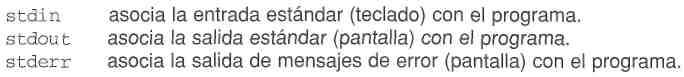 stdin asocia la entrada estándar (teclado) con el programa.
stdout asocia la salida estándar (pantalla) con el programa.
stderr asocia la salida de mensajes de error (pantalla) con el programa.